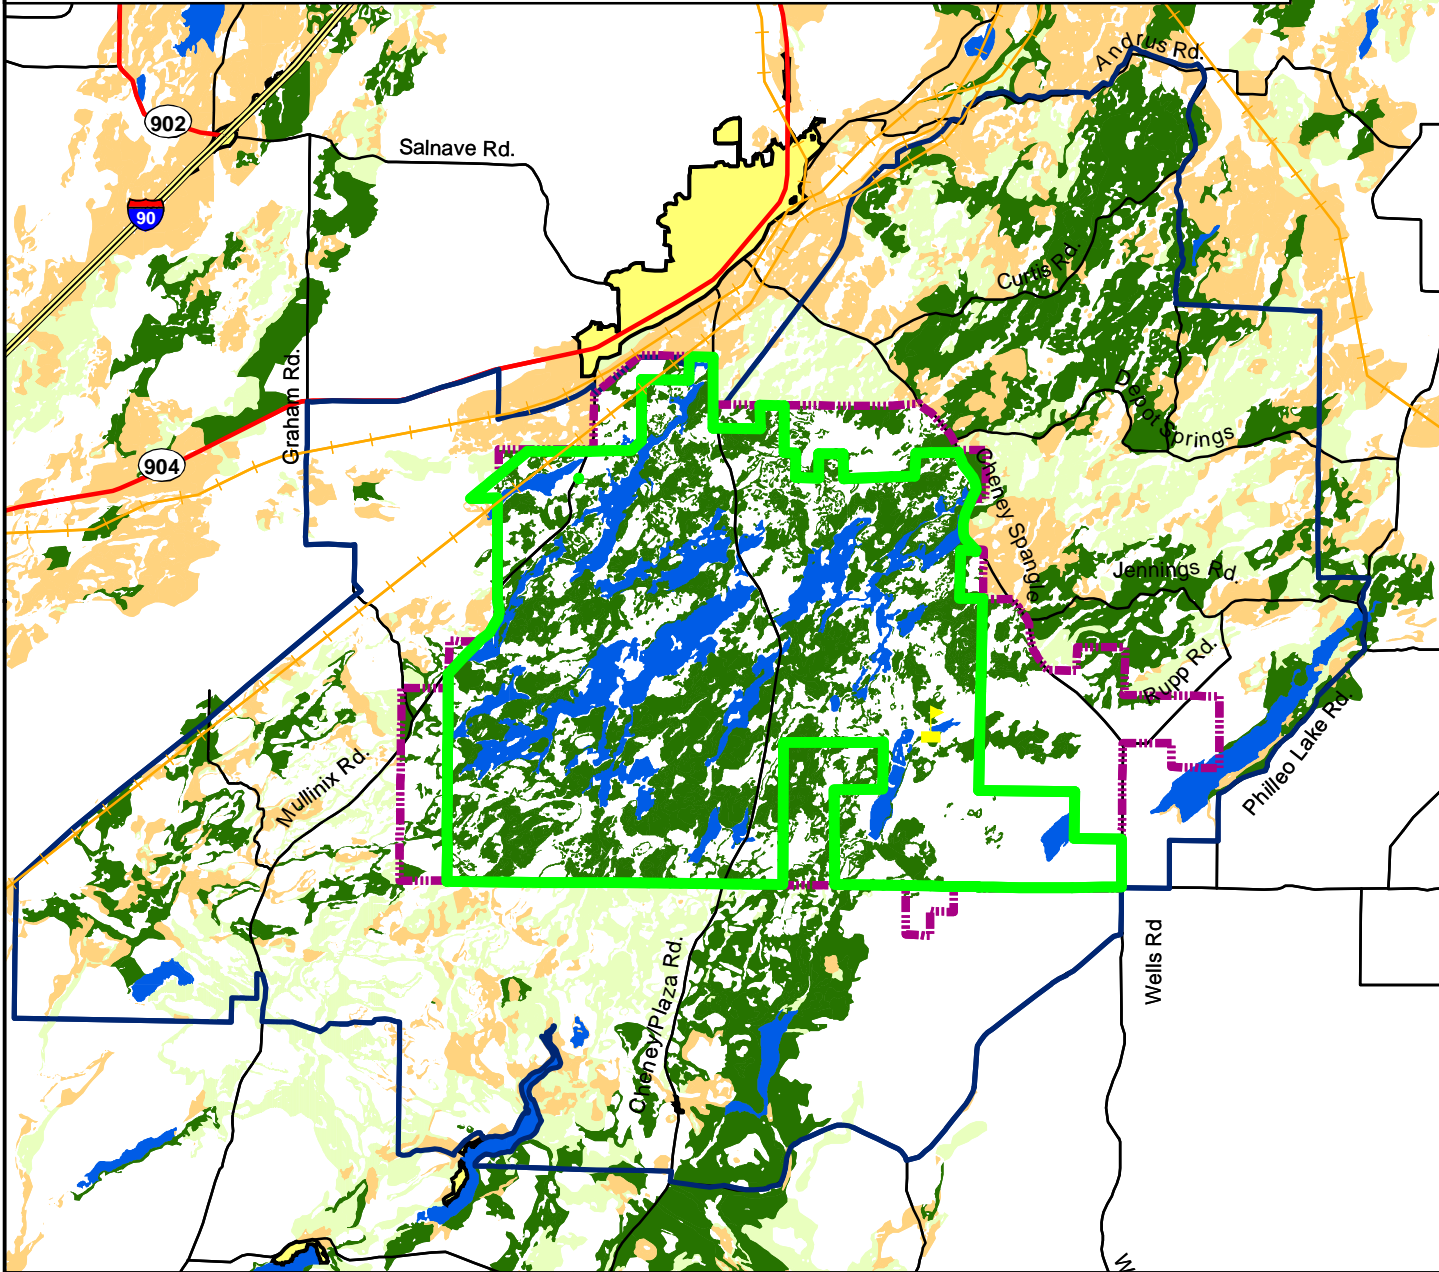 Andrus Rd.
902
Salnave Rd.
90
Curtis Rd.
Graham Rd.
Depot Springs
904
Cheney Spangle
Jennings Rd.
Rupp Rd.
Philleo Lake Rd.
Mullinix Rd.
Cheney/Plaza Rd.
Wells Rd
W